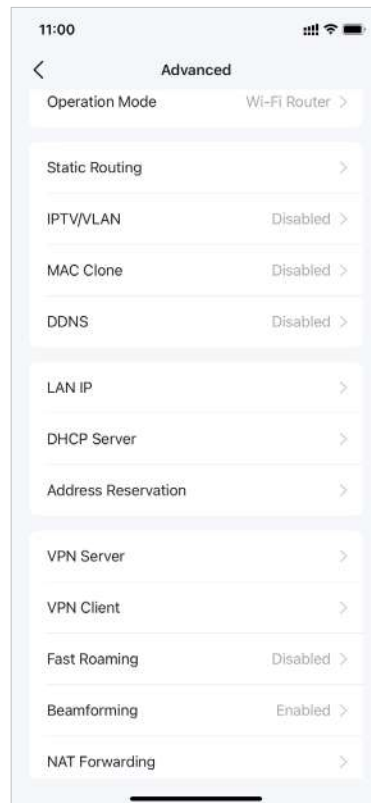 11:00
Advanced
Operation Mode Wi-Fi Router
Static Routing
IPTV/VLAN Disabled
MAC Clone Disabled
DDNS Disabled
LAN IP
DHCP Server
Address Reservation
VPN Server
VPN Client
Fast Roaming Disabled
Beamforming Enabled
NAT Forwarding